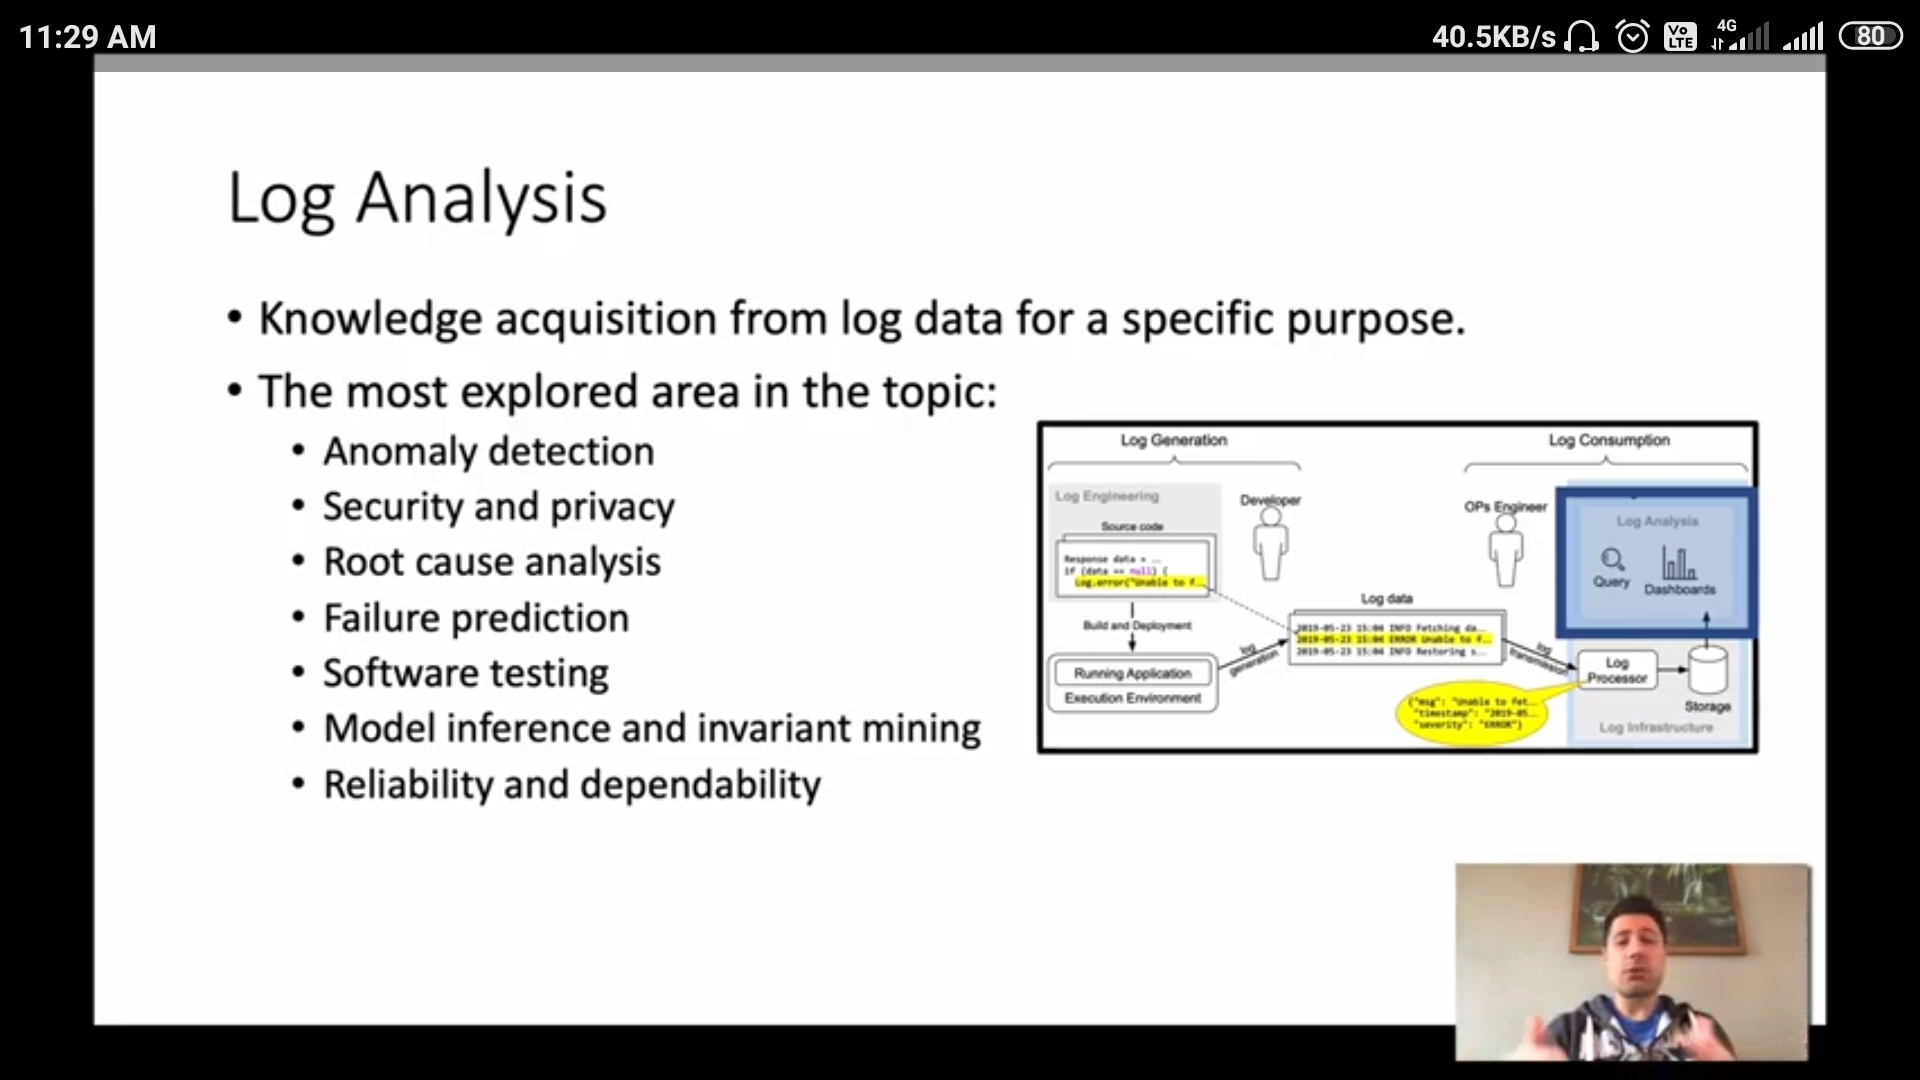 11:29 AM
40.5KB/s
Vo
LTE
4G
80
Log Analysis
• Knowledge acquisition from log data for a specific purpose.
• The most explored area in the topic:
• Anomaly detection
• Security and privacy
• Root cause analysis
• Failure prediction
• Software testing
• Model inference and invariant mining
• Reliability and dependability
Log Generation
Log Consumption
Log Engineering
Developer
Source code
Response data = ...
if (data == null) {
Log.error("Unable to f...
Build and Deployment
Running Application
Execution Environment
log
generation
Log data
2019-05-23 15:04 INFO Fetching da...
2019-05-23 15:04 ERROR Unable to f...
2019-05-23 15:04 INFO Restoring s...
OPs Engineer
Log Analysis
Query
Dashboards
log
transmission
Log
Processor
Storage
{"msg": "Unable to fet...
"timestamp": "2019-05...
"severity": "ERROR"}
Log Infrastructure